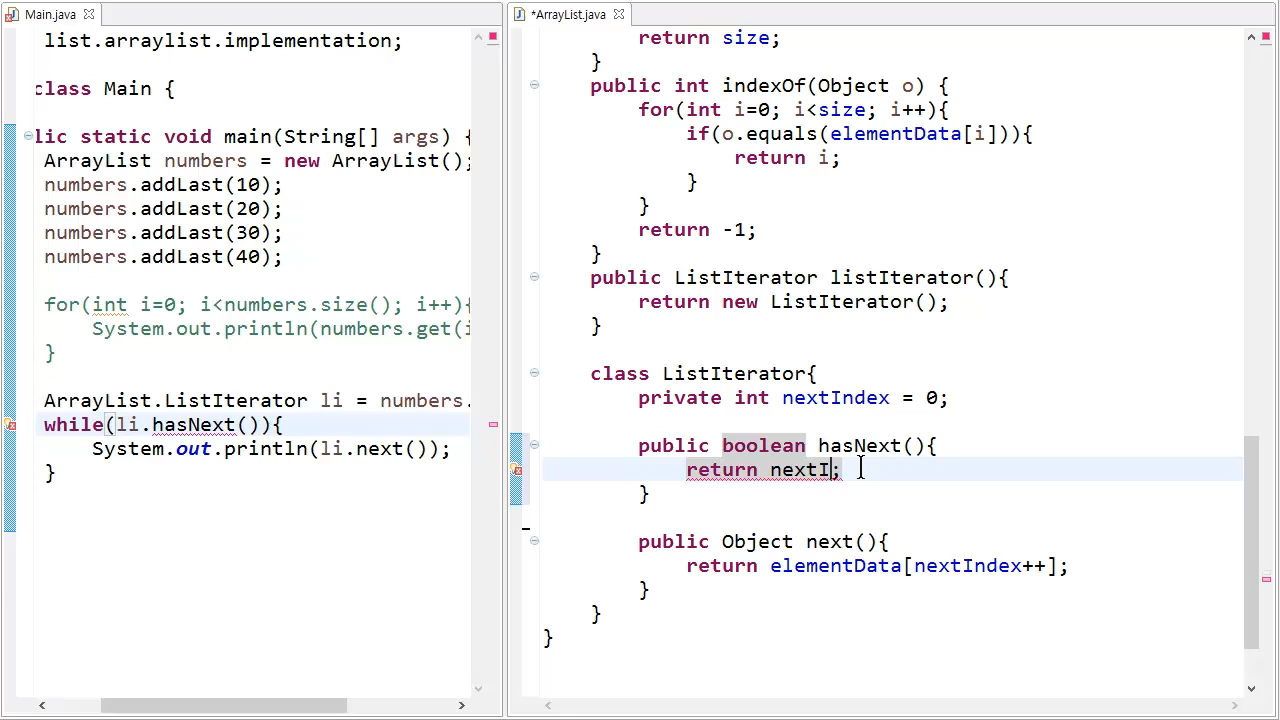 Main.java
list.arraylist.implementation;
class Main {
lic static void main(String[] args) {
ArrayList numbers = new ArrayList();
numbers.addLast(10);
numbers.addLast(20);
numbers.addLast(30);
numbers.addLast(40);
for(int i=0; i<numbers.size(); i++){
System.out.println(numbers.get(i
}
ArrayList.ListIterator li = numbers.
while(li.hasNext()){
System.out.println(li.next());
}
*ArrayList.java
return size;
}
public int indexOf(Object o) {
for(int i=0; i<size; i++){
if(o.equals(elementData[i])){
return i;
}
}
return -1;
}
public ListIterator listIterator(){
return new ListIterator();
}
class ListIterator{
private int nextIndex = 0;
public boolean hasNext(){
return nextI;
}
public Object next(){
return elementData[nextIndex++];
}
}
}